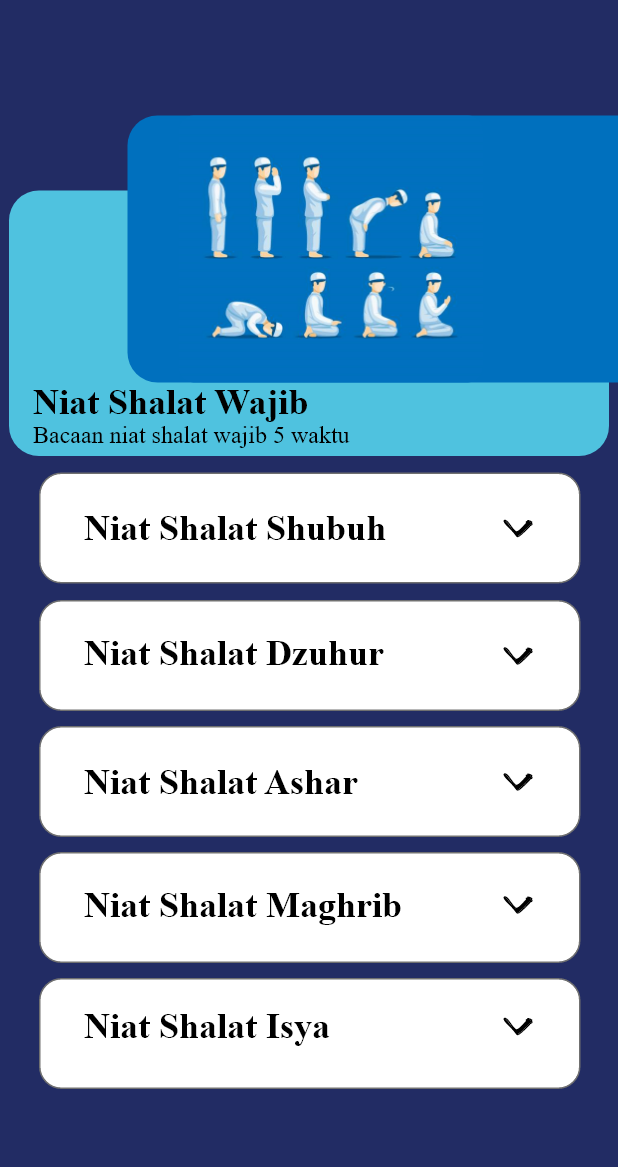 Niat Shalat Wajib
Bacaan niat shalat wajib 5 waktu
Niat Shalat Shubuh
Niat Shalat Dzuhur
Niat Shalat Ashar
Niat Shalat Maghrib
Niat Shalat Isya